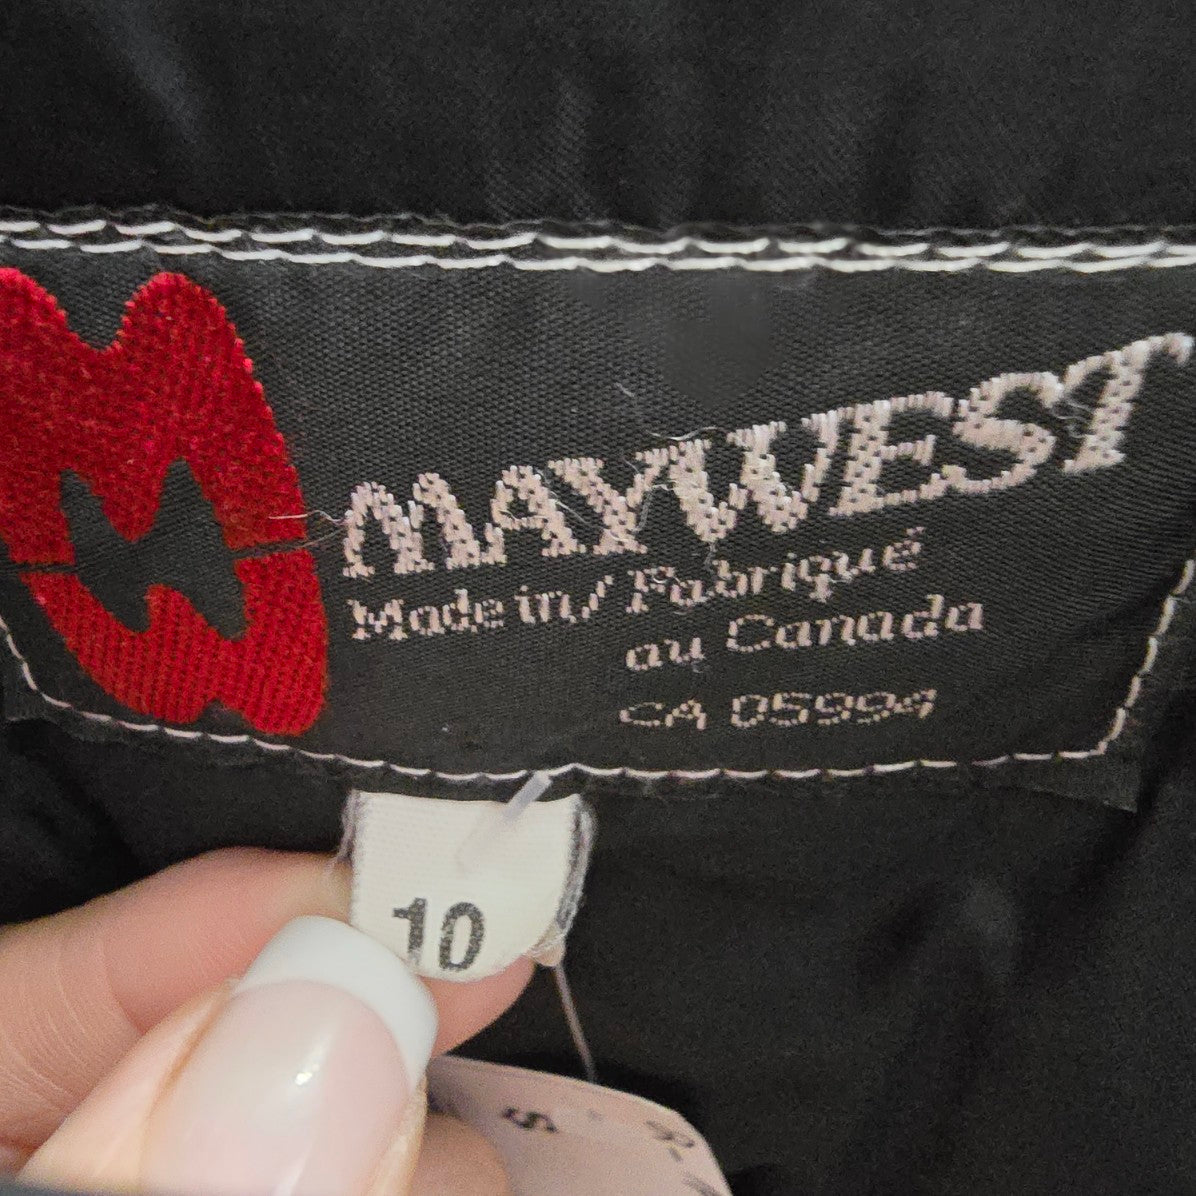 MAYWEST
Made in/Fabriqué
au Canada
CA 05994
10